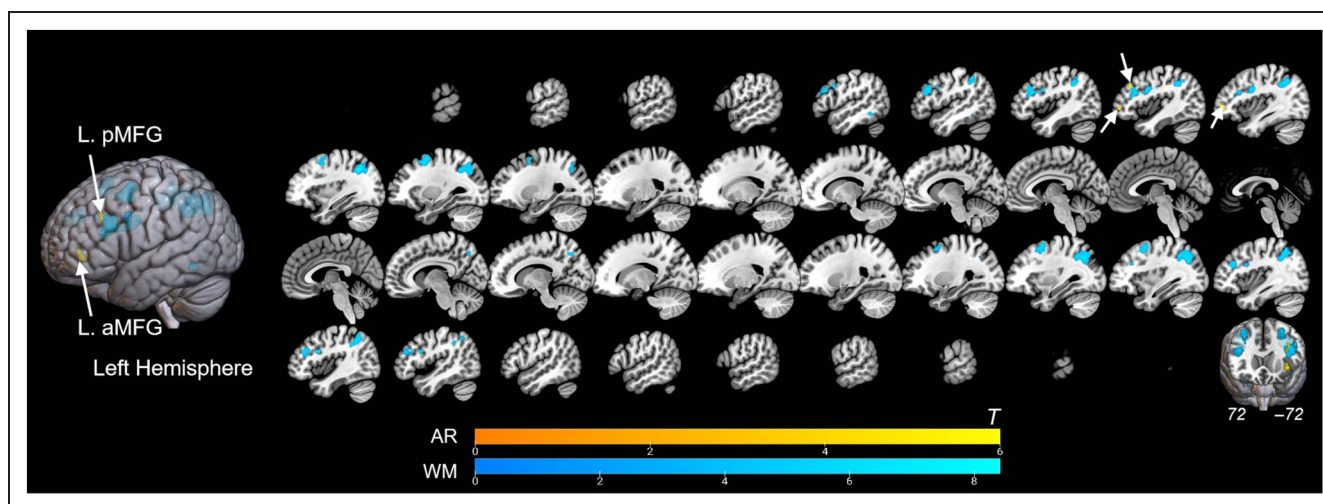 L. pMFG
L. aMFG
Left Hemisphere
72 –72
T
AR
0 2 4 6
WM
0 2 4 6 8